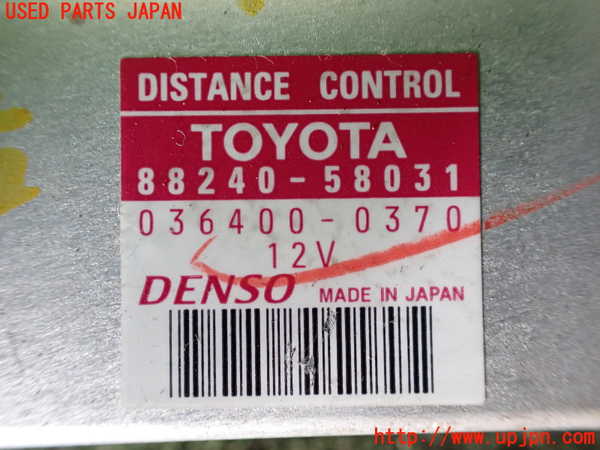 USED PARTS JAPAN
DISTANCE CONTROL
TOYOTA
88240-58031
036400-0370
12V
DENSO MADE IN JAPAN
http://www.upjpn.com/